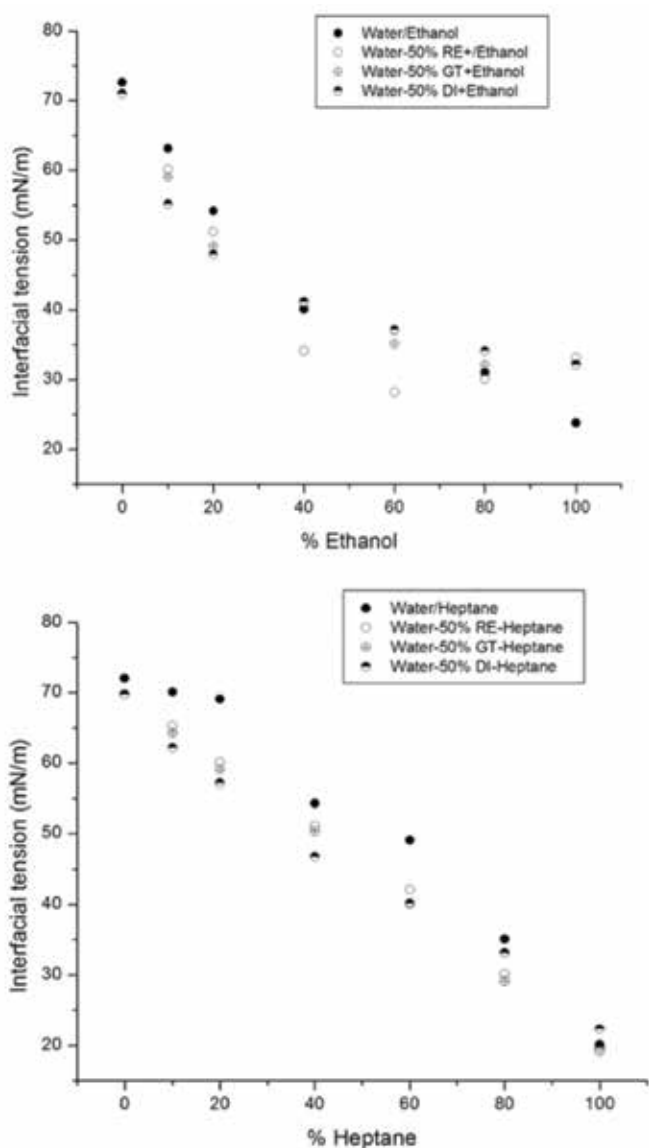 80
70
60
50
40
30
20
Interfacial tension (mN/m)
Water/Ethanol
Water-50% RE+/Ethanol
Water-50% GT+Ethanol
Water-50% DI+Ethanol
0 20 40 60 80 100
% Ethanol
80
70
60
50
40
30
20
Interfacial tension (mN/m)
Water/Heptane
Water-50% RE-Heptane
Water-50% GT-Heptane
Water-50% DI-Heptane
0 20 40 60 80 100
% Heptane